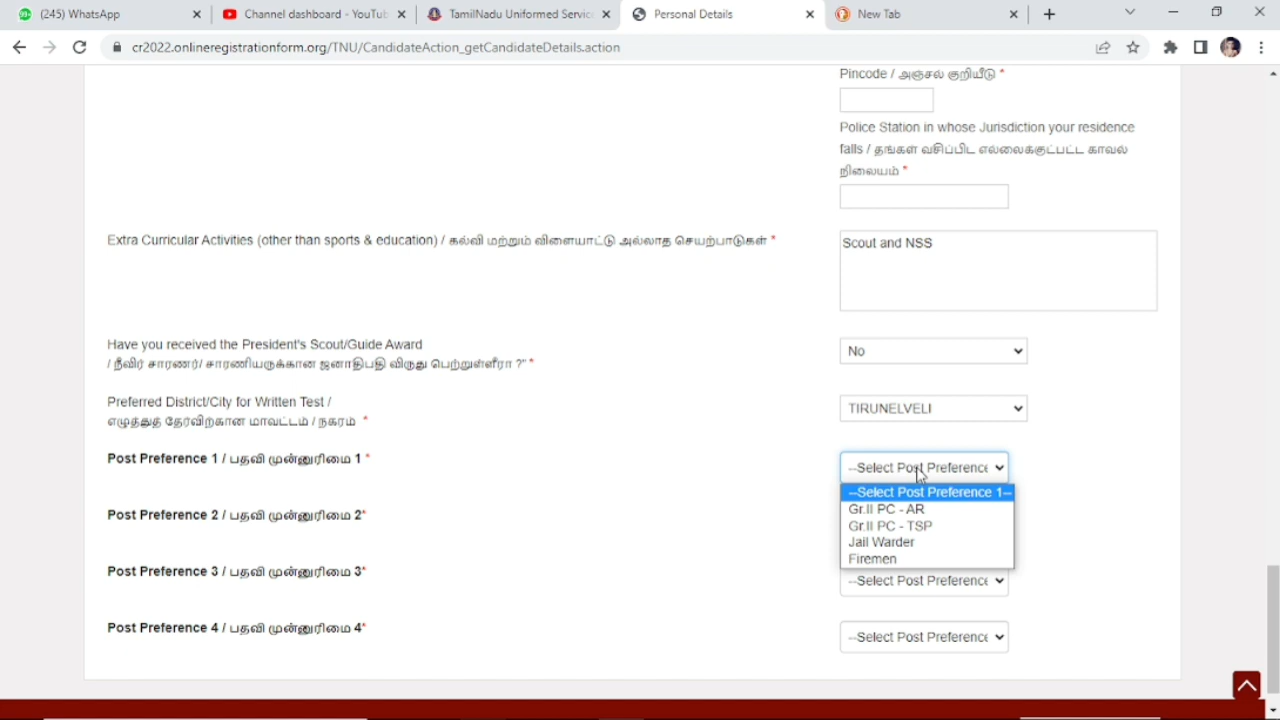 99+
(245) WhatsApp
Channel dashboard - YouTub
TamilNadu Uniformed Service
Personal Details
New Tab
cr2022.onlineregistrationform.org/TNU/CandidateAction_getCandidateDetails.action
Pincode / அஞ்சல் குறியீடு *
Police Station in whose Jurisdiction your residence
falls / தங்கள் வசிப்பிட எல்லைக்குட்பட்ட காவல்
நிலையம் *
Extra Curricular Activities (other than sports & education) / கல்வி மற்றும் விளையாட்டு அல்லாத செயற்பாடுகள் *
Scout and NSS
Have you received the President's Scout/Guide Award
/ நீவிர் சாரணர்/ சாரணியருக்கான ஜனாதிபதி விருது பெற்றுள்ளீரா ?" *
No
Preferred District/City for Written Test /
எழுத்துத் தேர்விற்கான மாவட்டம் / நகரம் *
TIRUNELVELI
Post Preference 1 / பதவி முன்னுரிமை 1 *
--Select Post Preference
--Select Post Preference 1--
Gr.II PC - AR
Gr.II PC - TSP
Jail Warder
Firemen
Post Preference 2 / பதவி முன்னுரிமை 2*
Post Preference 3 / பதவி முன்னுரிமை 3*
--Select Post Preference
Post Preference 4 / பதவி முன்னுரிமை 4*
--Select Post Preference